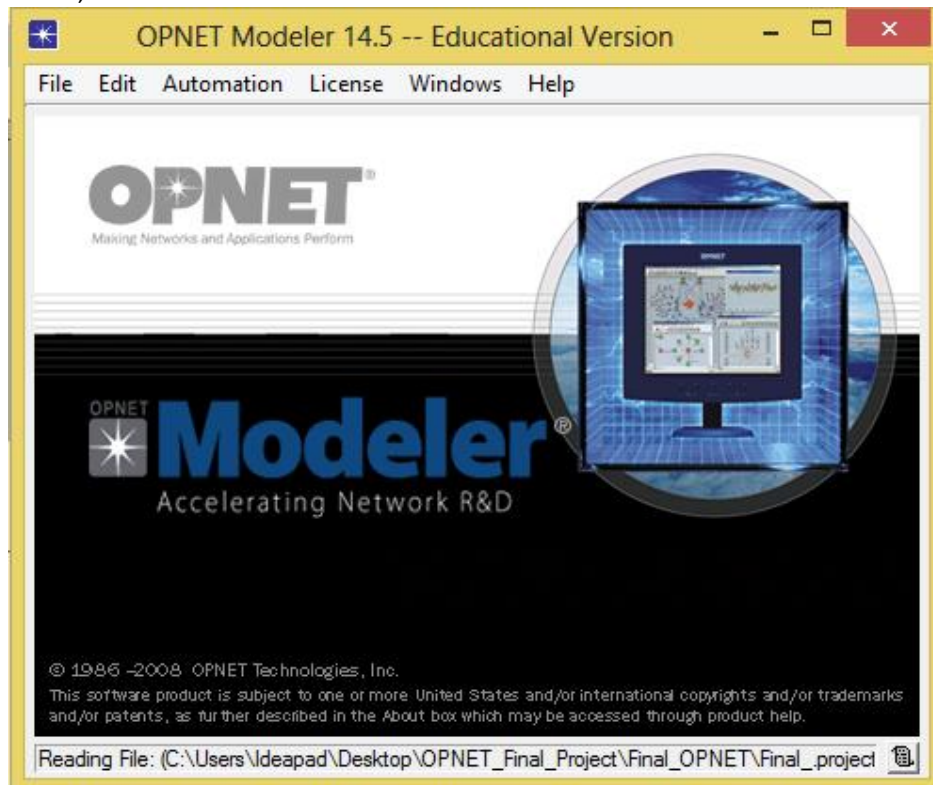 OPNET Modeler 14.5 -- Educational Version
File Edit Automation License Windows Help
OPNET®
Making Networks and Applications Perform
OPNET
OPNET
Modeler®
Accelerating Network R&D
© 1986 –2008 OPNET Technologies, Inc.
This software product is subject to one or more United States and/or international copyrights and/or trademarks
and/or patents, as further described in the About box which may be accessed through product help.
Reading File: (C:\Users\Ideapad\Desktop\OPNET_Final_Project\Final_OPNET\Final_.project